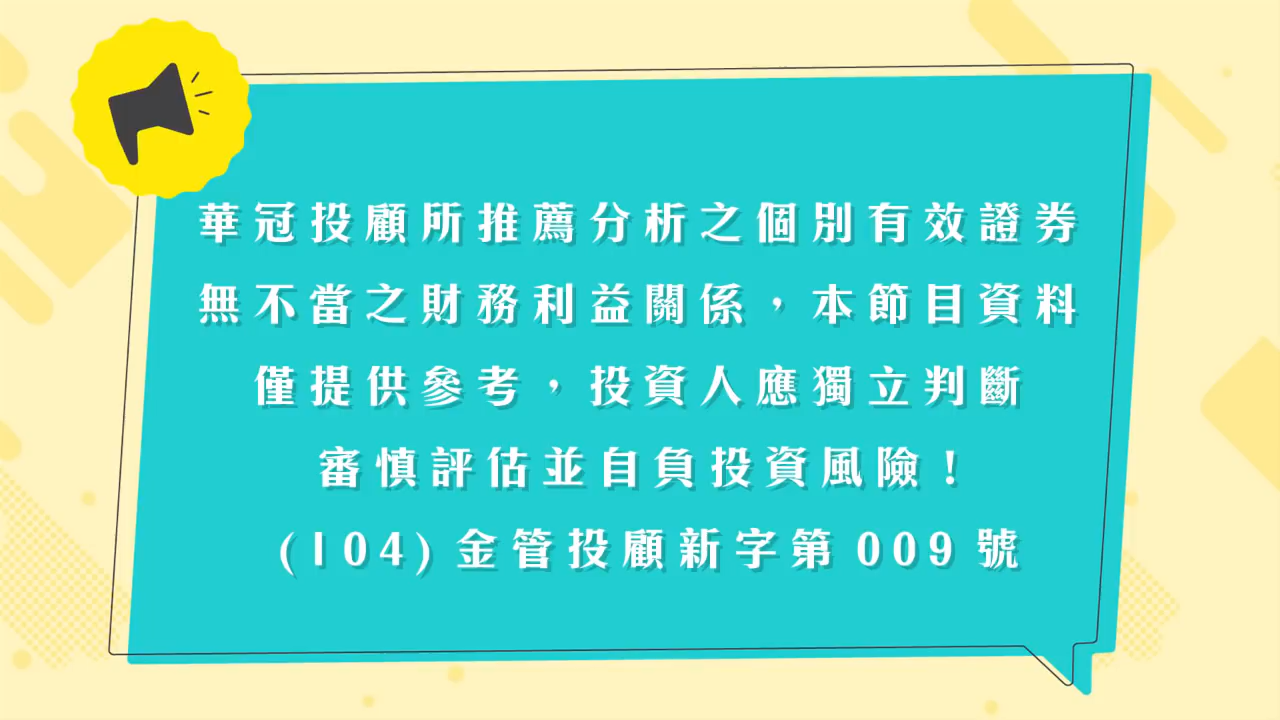 華冠投顧所推薦分析之個別有效證券
無不當之財務利益關係，本節目資料
僅提供參考，投資人應獨立判斷
審慎評估並自負投資風險！
(104) 金管投顧新字第 009 號